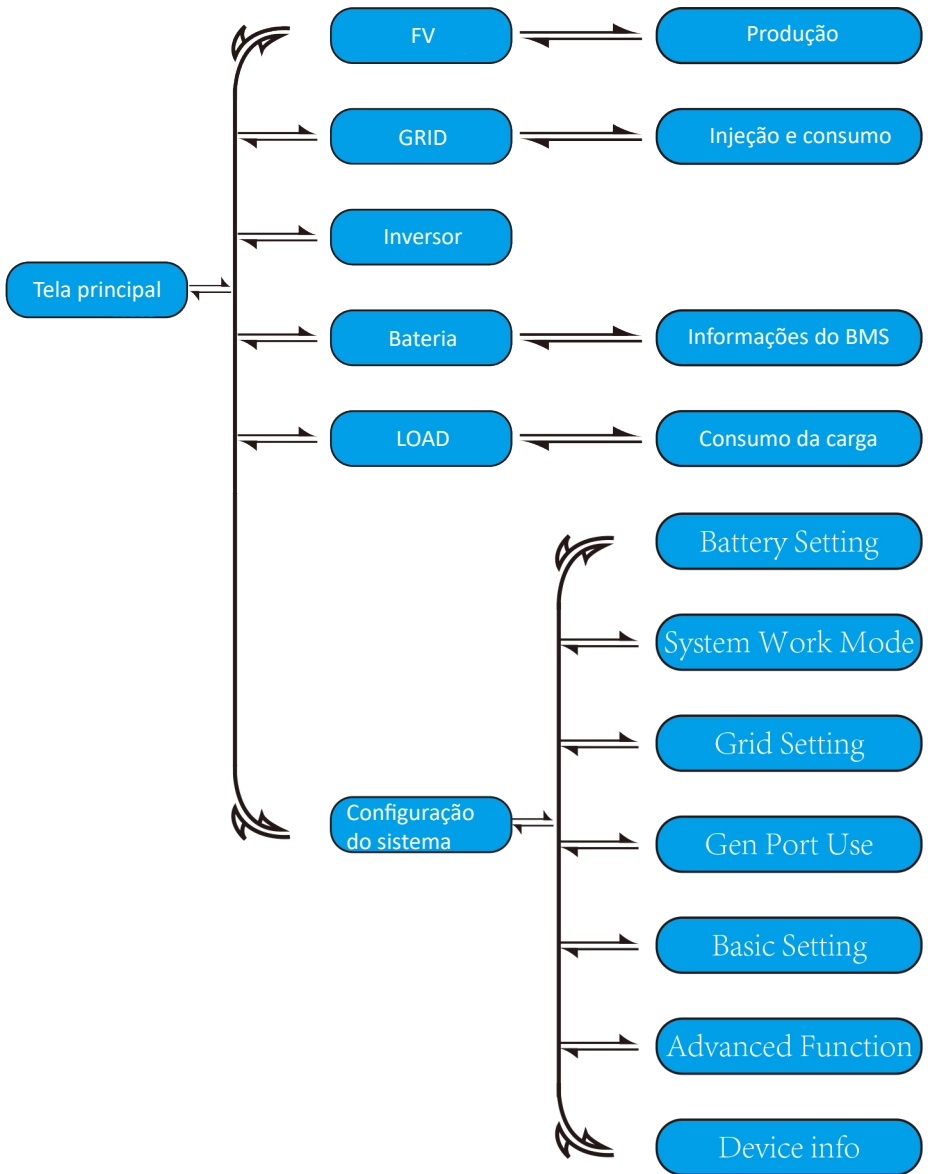 FV
Produção
GRID
Injeção e consumo
Inversor
Tela principal
Bateria
Informações do BMS
LOAD
Consumo da carga
Battery Setting
System Work Mode
Grid Setting
Configuração
do sistema
Gen Port Use
Basic Setting
Advanced Function
Device info